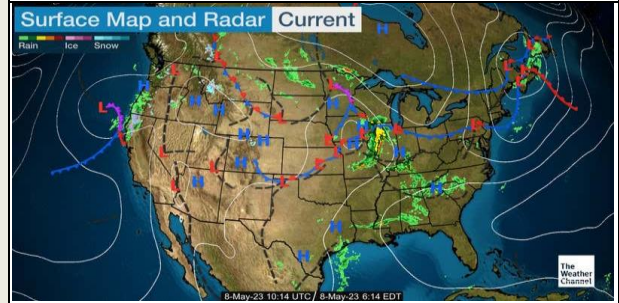 Surface Map and Radar Current
Rain Ice Snow
L
H
L
H
L
H
L
L
H
H
H
L
L
H
L
H
H
H
H
L
L
L
L
H
H
H
H
H
The
Weather
Channel
8-May-23 10:14 UTC / 8-May-23 6:14 EDT